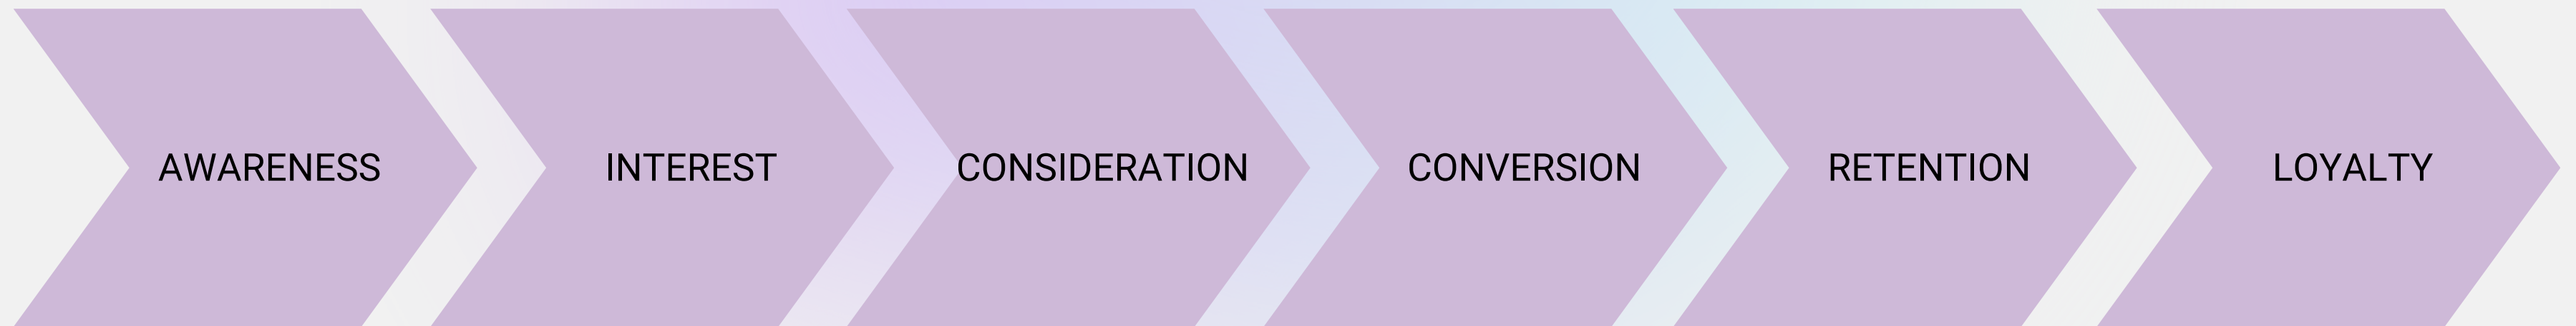 AWARENESS
INTEREST
CONSIDERATION
CONVERSION
RETENTION
LOYALTY